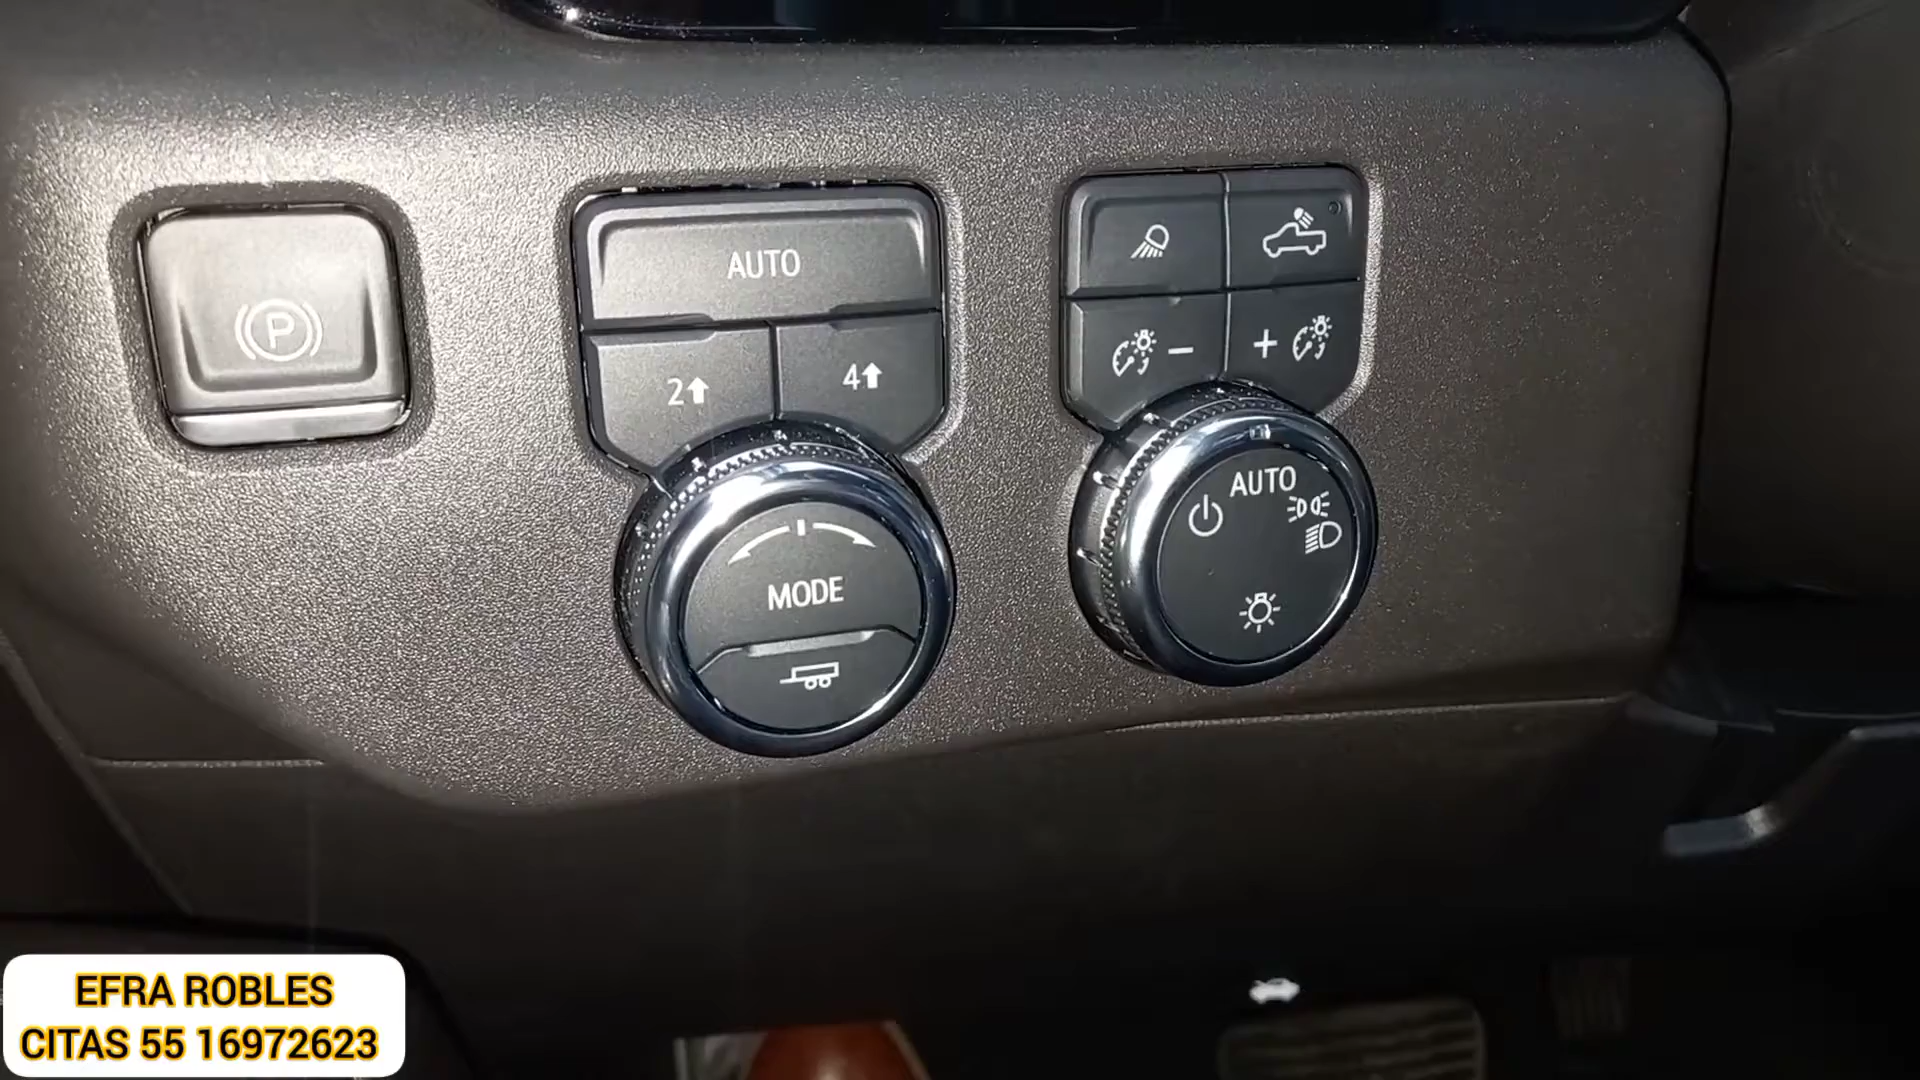 AUTO
2
4
P
- +
MODE
AUTO
EFRA ROBLES
CITAS 55 16972623